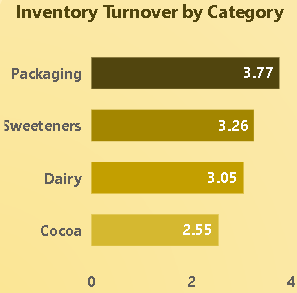 Inventory Turnover by Category
Packaging 3.77
Sweeteners 3.26
Dairy 3.05
Cocoa 2.55
0 2 4